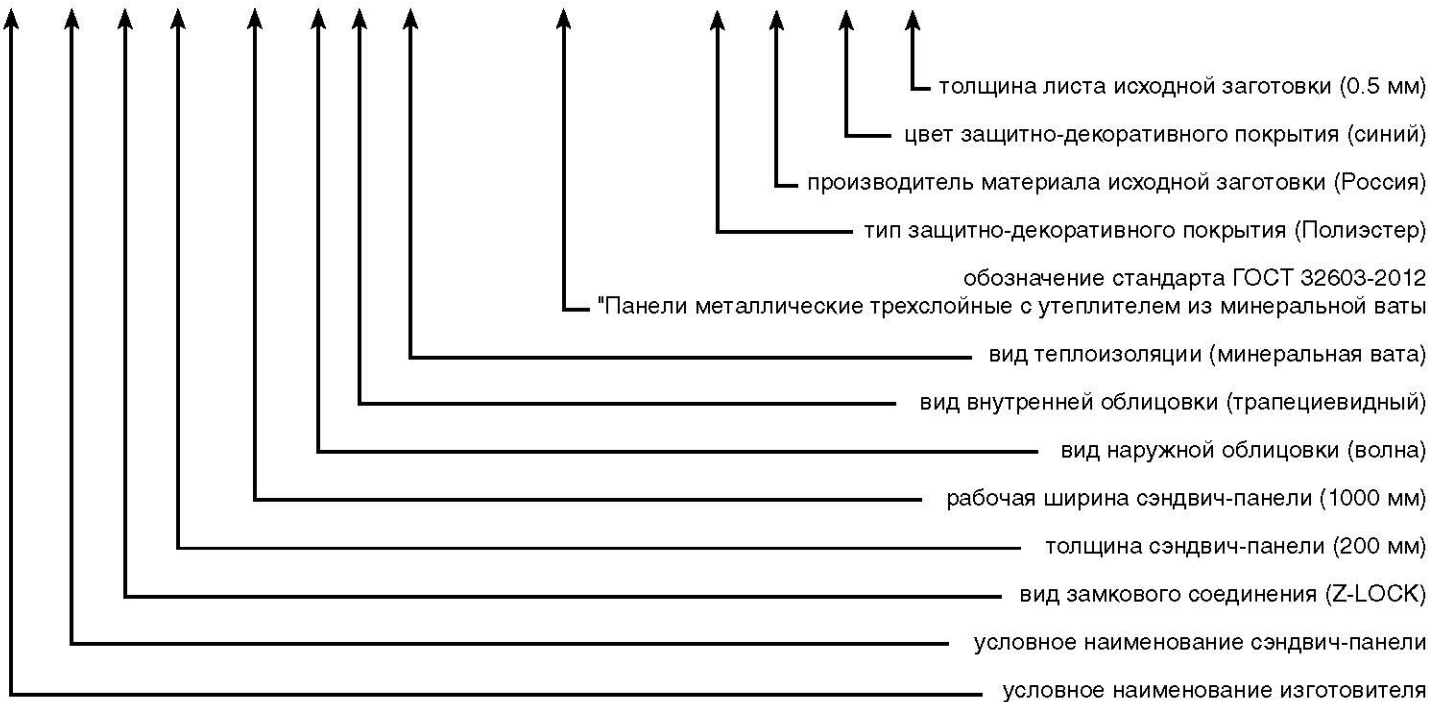 толщина листа исходной заготовки (0.5 мм)
цвет защитно-декоративного покрытия (синий)
производитель материала исходной заготовки (Россия)
тип защитно-декоративного покрытия (Полиэстер)
обозначение стандарта ГОСТ 32603-2012
"Панели металлические трехслойные с утеплителем из минеральной ваты
вид теплоизоляции (минеральная вата)
вид внутренней облицовки (трапециевидный)
вид наружной облицовки (волна)
рабочая ширина сэндвич-панели (1000 мм)
толщина сэндвич-панели (200 мм)
вид замкового соединения (Z-LOCK)
условное наименование сэндвич-панели
условное наименование изготовителя